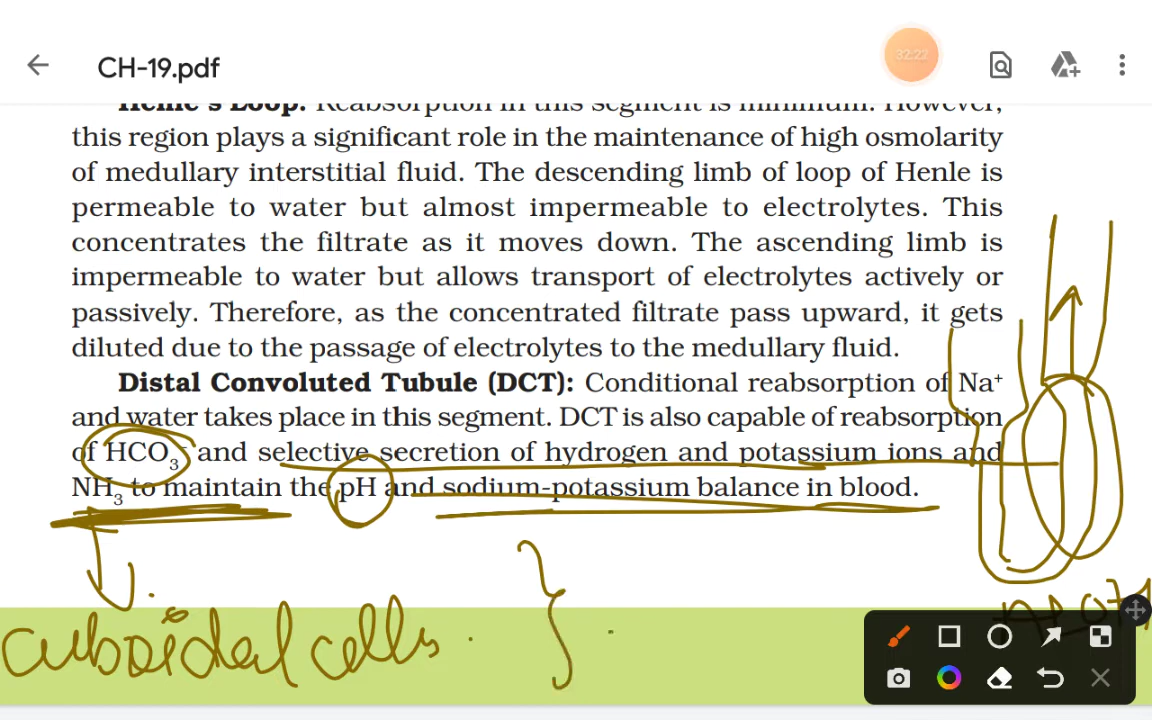 CH-19.pdf
32:22
Henle's Loop: Reabsorption in this segment is minimum. However,
this region plays a significant role in the maintenance of high osmolarity
of medullary interstitial fluid. The descending limb of loop of Henle is
permeable to water but almost impermeable to electrolytes. This
concentrates the filtrate as it moves down. The ascending limb is
impermeable to water but allows transport of electrolytes actively or
passively. Therefore, as the concentrated filtrate pass upward, it gets
diluted due to the passage of electrolytes to the medullary fluid.
Distal Convoluted Tubule (DCT): Conditional reabsorption of Na⁺
and water takes place in this segment. DCT is also capable of reabsorption
of HCO₃⁻ and selective secretion of hydrogen and potassium ions and
NH₃ to maintain the pH and sodium-potassium balance in blood.
cuboidal cells.